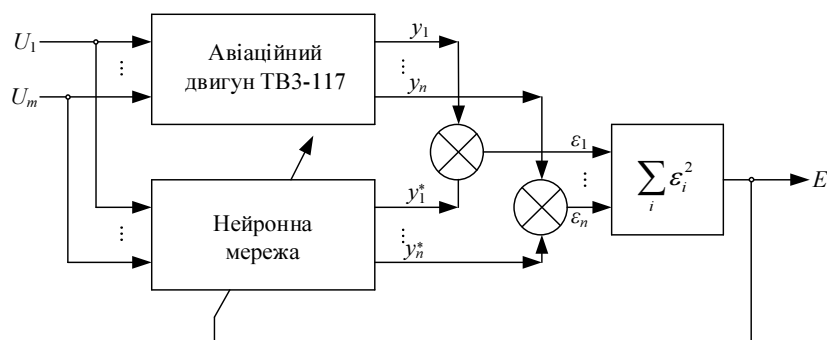 U₁
⋮
Uₘ
Авіаційний
двигун ТВ3-117
y₁
⋮
yₙ
Нейронна
мережа
⋮
y₁*
⋮
yₙ*
ε₁
⋮
εₙ
∑ᵢ εᵢ²
E